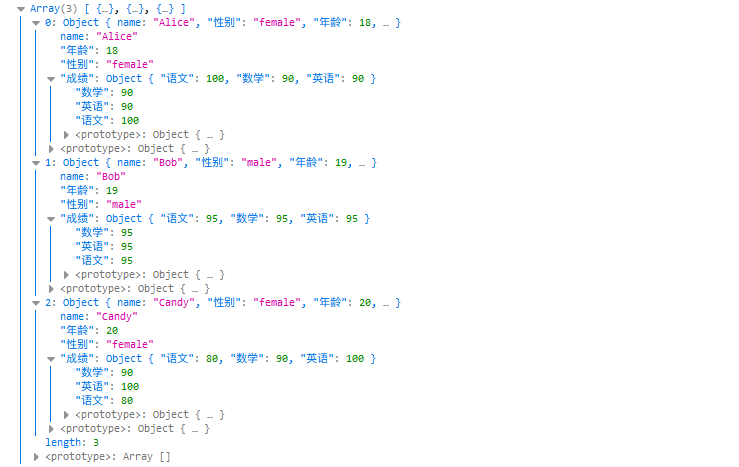 Array(3) [ {…}, {…}, {…} ]
0: Object { name: "Alice", "性别": "female", "年龄": 18, … }
name: "Alice"
"年龄": 18
"性别": "female"
"成绩": Object { "语文": 100, "数学": 90, "英语": 90 }
"数学": 90
"英语": 90
"语文": 100
<prototype>: Object { … }
<prototype>: Object { … }
1: Object { name: "Bob", "性别": "male", "年龄": 19, … }
name: "Bob"
"年龄": 19
"性别": "male"
"成绩": Object { "语文": 95, "数学": 95, "英语": 95 }
"数学": 95
"英语": 95
"语文": 95
<prototype>: Object { … }
<prototype>: Object { … }
2: Object { name: "Candy", "性别": "female", "年龄": 20, … }
name: "Candy"
"年龄": 20
"性别": "female"
"成绩": Object { "语文": 80, "数学": 90, "英语": 100 }
"数学": 90
"英语": 100
"语文": 80
<prototype>: Object { … }
<prototype>: Object { … }
length: 3
<prototype>: Array []